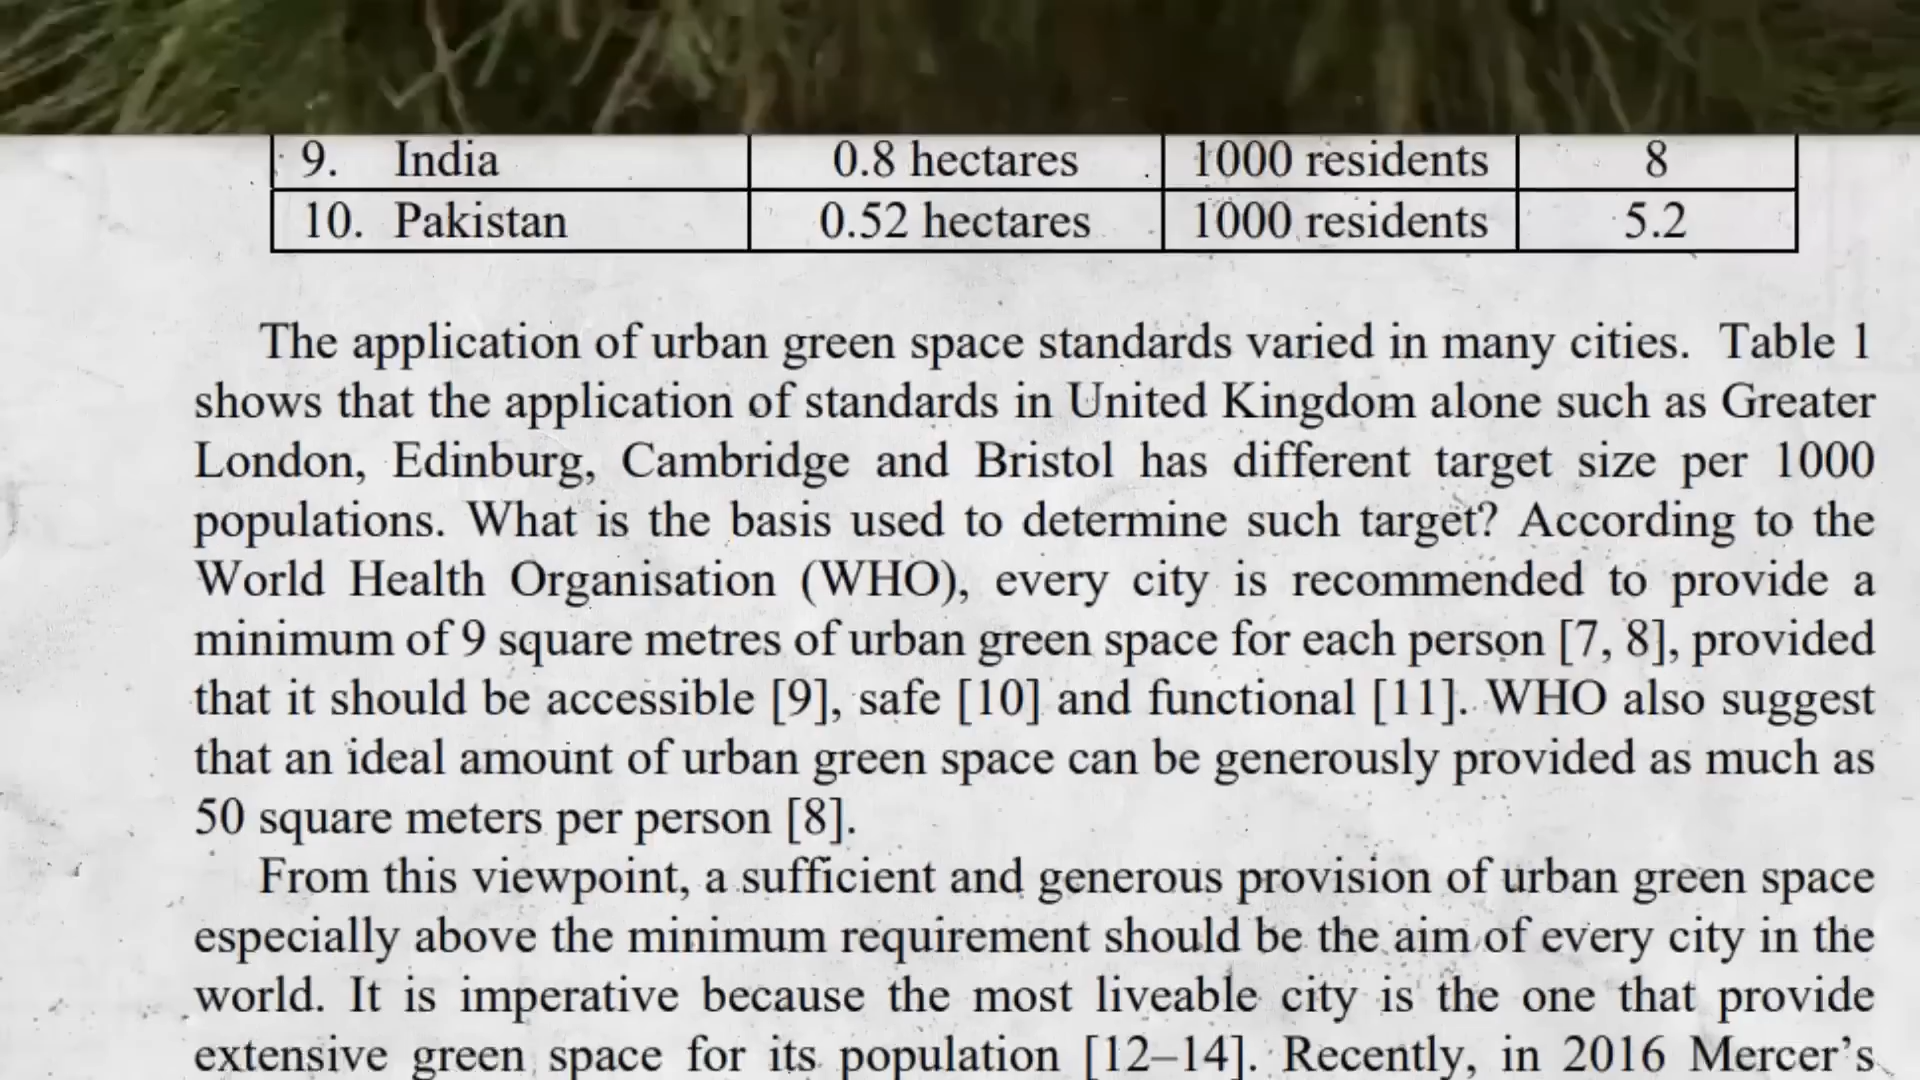 9. India 0.8 hectares 1000 residents 8
10. Pakistan 0.52 hectares 1000 residents 5.2
The application of urban green space standards varied in many cities. Table 1
shows that the application of standards in United Kingdom alone such as Greater
London, Edinburg, Cambridge and Bristol has different target size per 1000
populations. What is the basis used to determine such target? According to the
World Health Organisation (WHO), every city is recommended to provide a
minimum of 9 square metres of urban green space for each person [7, 8], provided
that it should be accessible [9], safe [10] and functional [11]. WHO also suggest
that an ideal amount of urban green space can be generously provided as much as
50 square meters per person [8].
From this viewpoint, a sufficient and generous provision of urban green space
especially above the minimum requirement should be the aim of every city in the
world. It is imperative because the most liveable city is the one that provide
extensive green space for its population [12–14]. Recently, in 2016 Mercer’s